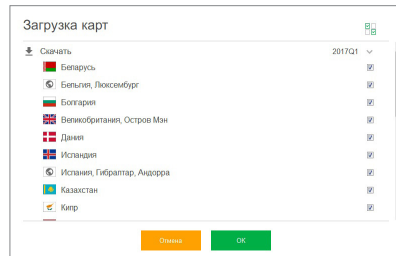 Загрузка карт
Скачать 2017Q1
Беларусь
Бельгия, Люксембург
Болгария
Великобритания, Остров Мэн
Дания
Исландия
Испания, Гибралтар, Андорра
Казахстан
Кипр
Отмена OK